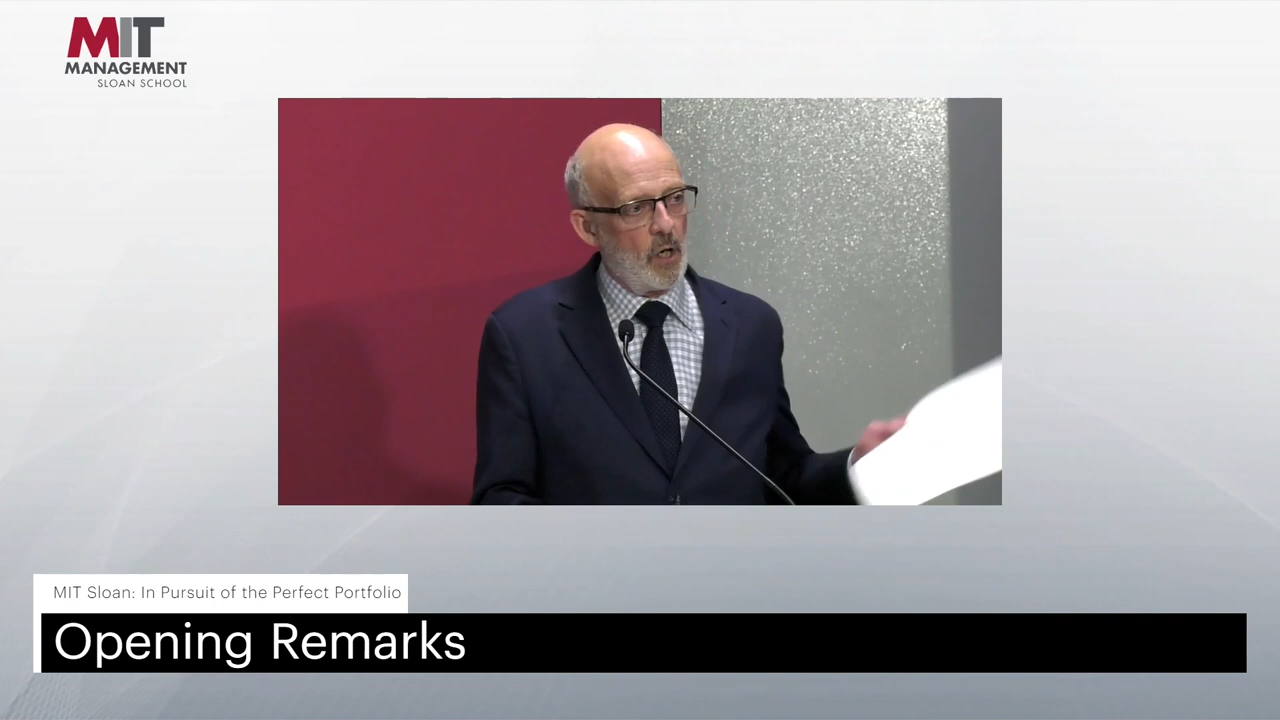 MIT
MANAGEMENT
SLOAN SCHOOL
MIT Sloan: In Pursuit of the Perfect Portfolio
Opening Remarks